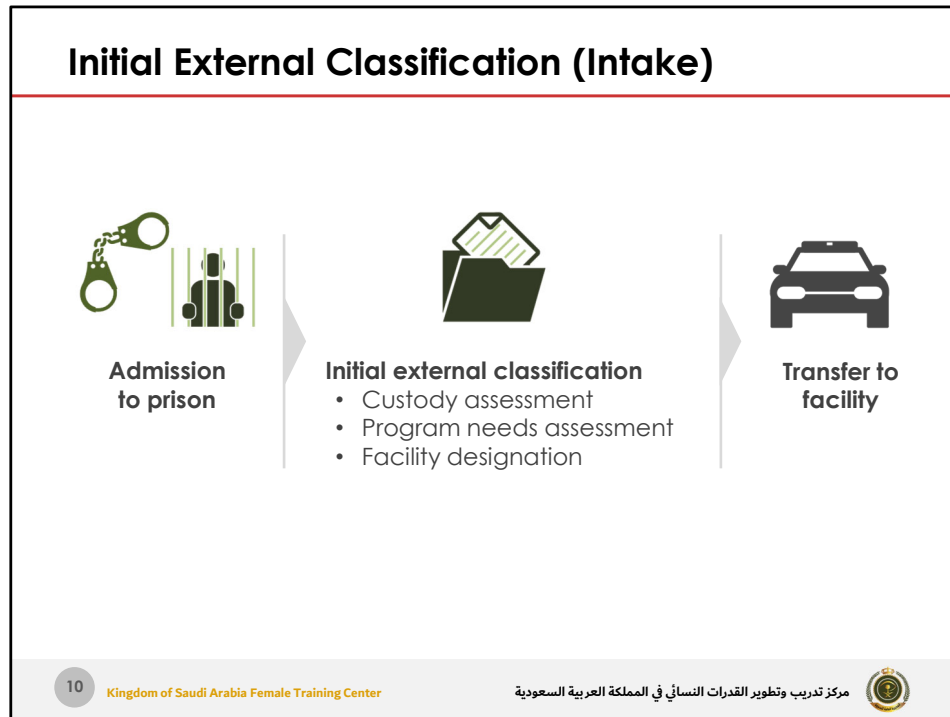 Initial External Classification (Intake)
Admission
to prison
Initial external classification
• Custody assessment
• Program needs assessment
• Facility designation
Transfer to
facility
10
Kingdom of Saudi Arabia Female Training Center
مركز تدريب وتطوير القدرات النسائي في المملكة العربية السعودية